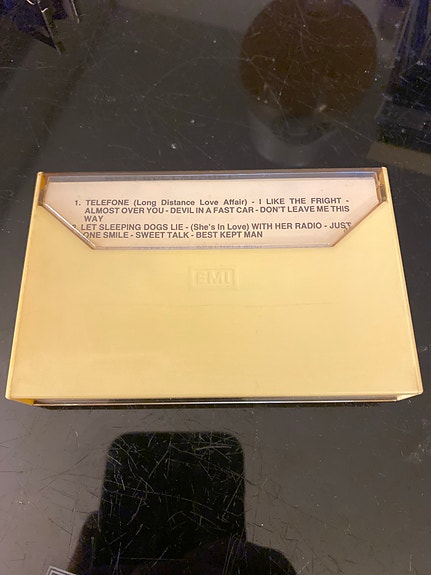 1. TELEFONE (Long Distance Love Affair) - I LIKE THE FRIGHT -
ALMOST OVER YOU - DEVIL IN A FAST CAR - DON'T LEAVE ME THIS
WAY
2. LET SLEEPING DOGS LIE - (She's In Love) WITH HER RADIO - JUST
ONE SMILE - SWEET TALK - BEST KEPT MAN
EMI